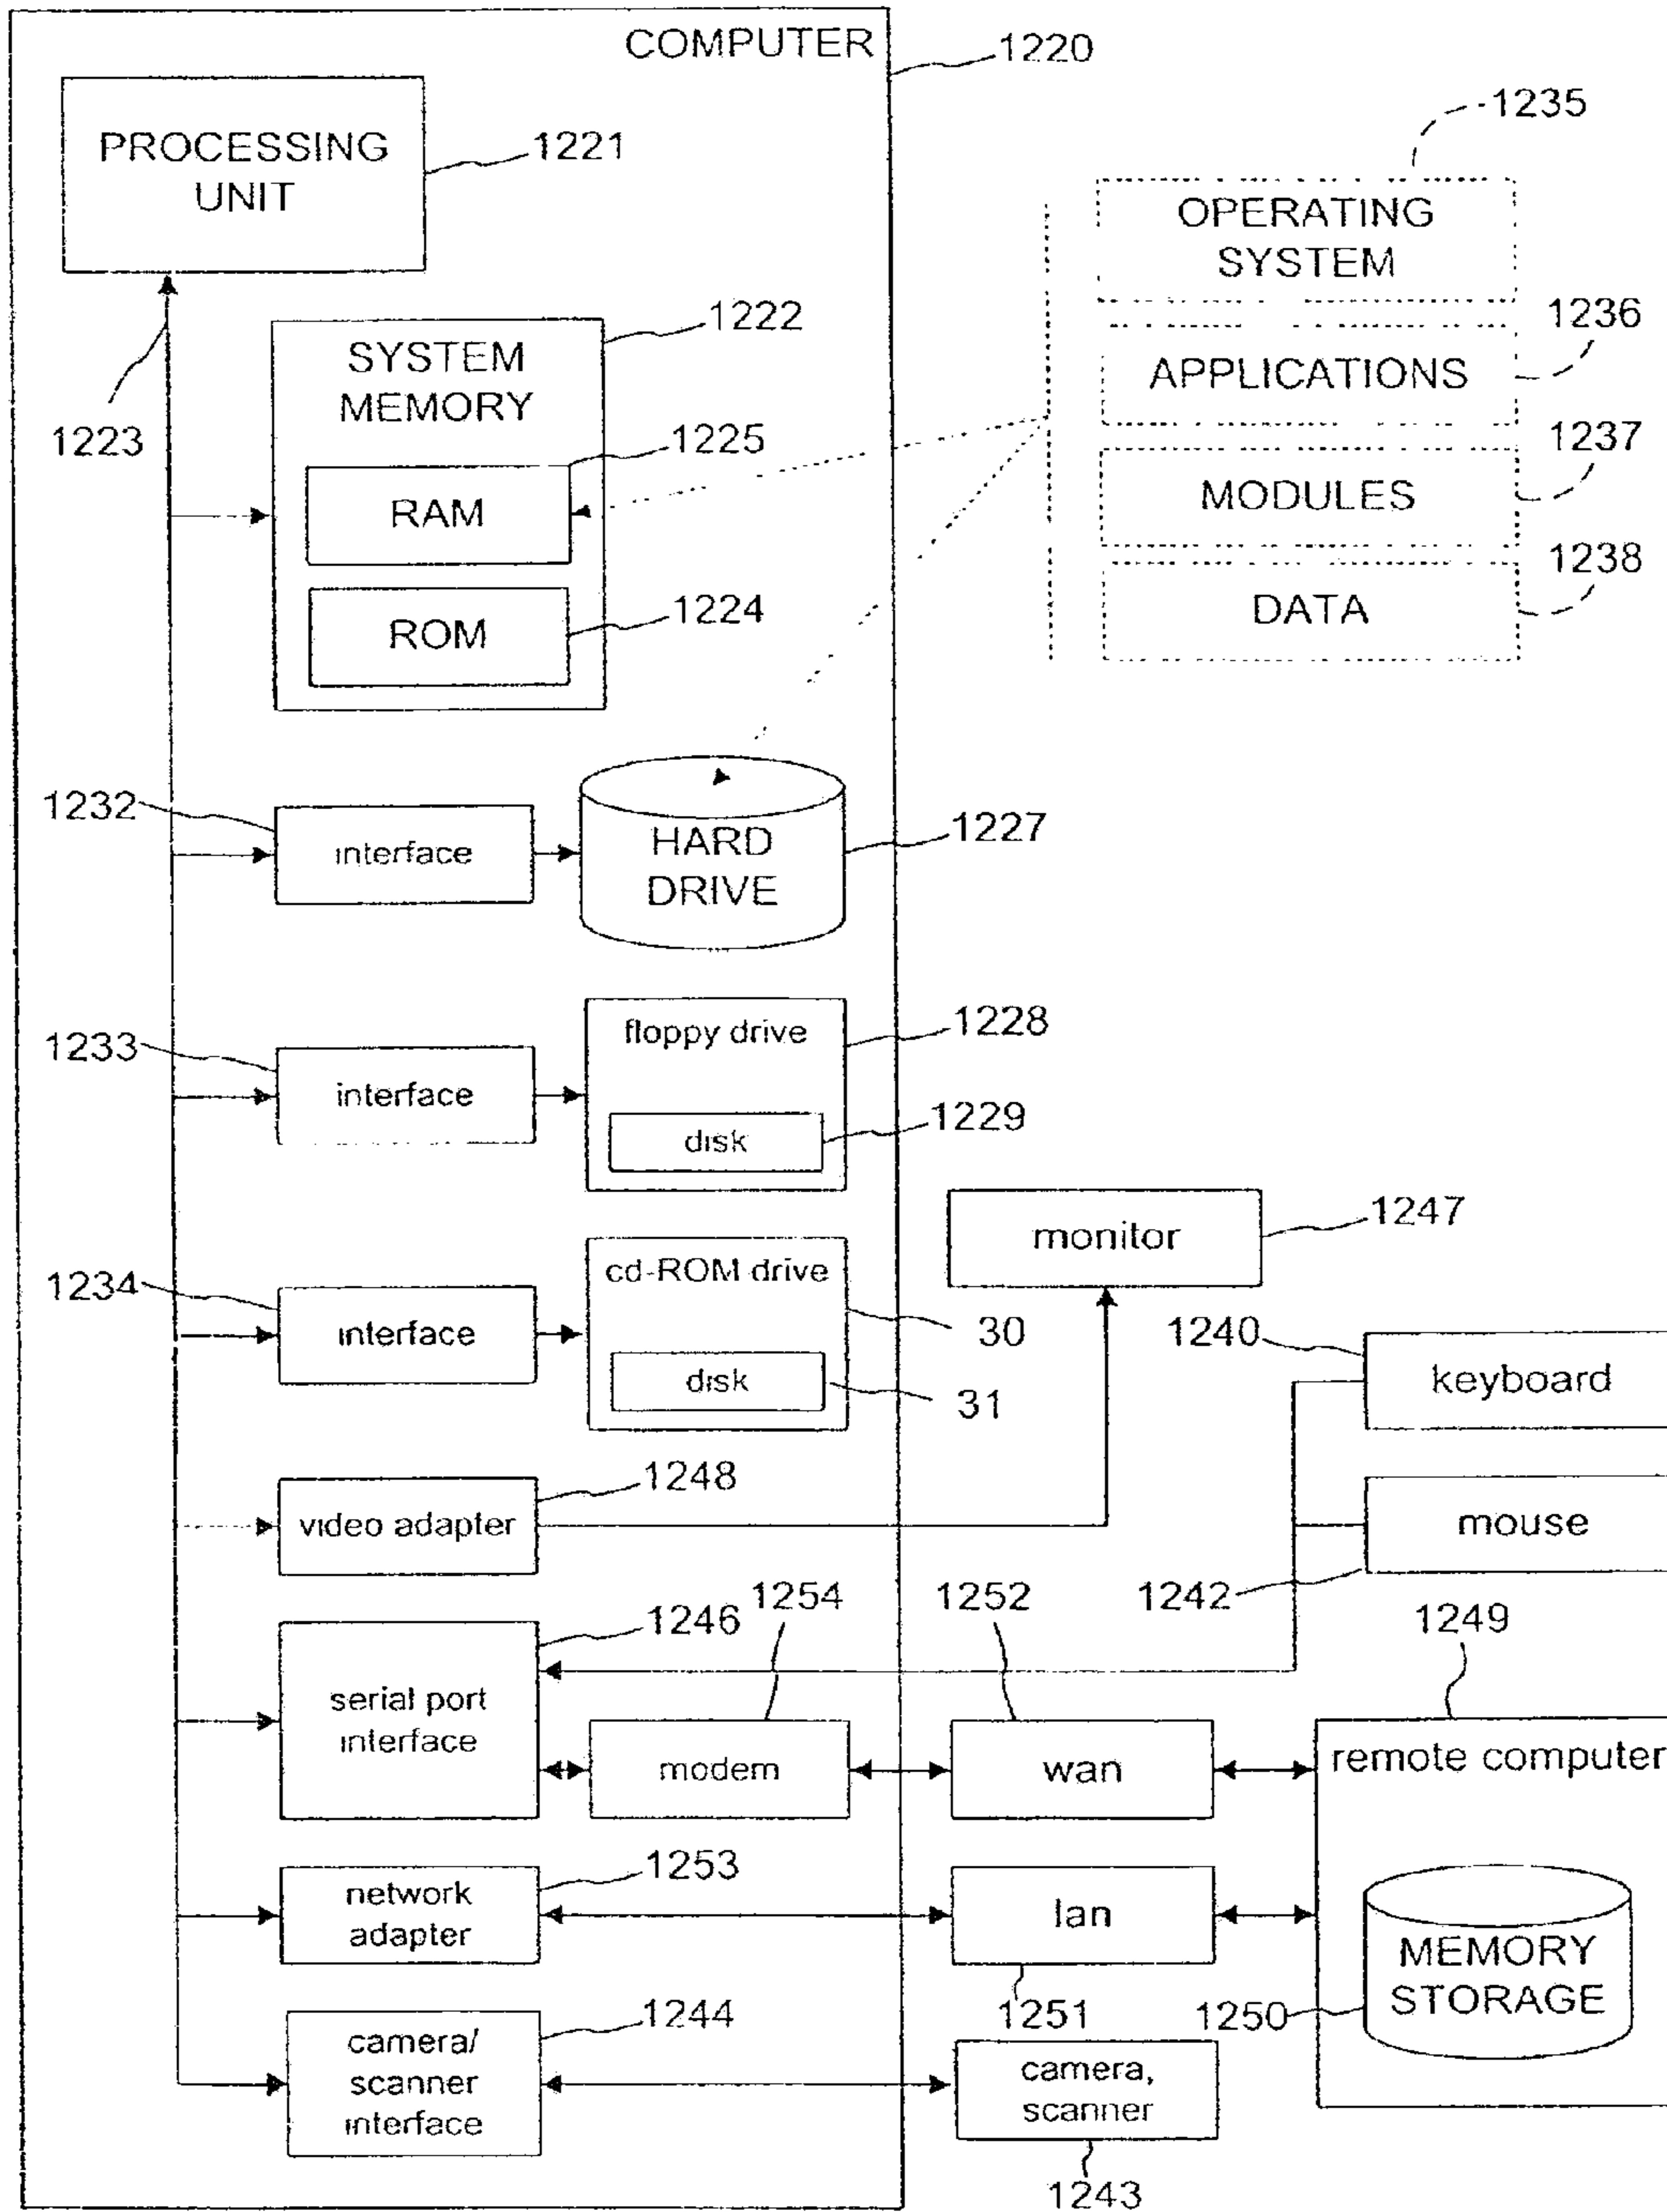 COMPUTER
1220
PROCESSING
UNIT
1221
1235
OPERATING
SYSTEM
1222
SYSTEM
MEMORY
1223
1236
APPLICATIONS
1225
RAM
1237
MODULES
1224
ROM
1238
DATA
1232
interface
HARD
DRIVE
1227
1233
interface
floppy drive
1228
disk
1229
monitor
1247
1234
interface
cd-ROM drive
30
disk
31
1240
keyboard
1248
video adapter
mouse
1242
1246
serial port
interface
1254
modem
1252
wan
1249
remote computer
1253
network
adapter
lan
1251
MEMORY
STORAGE
1250
1244
camera/
scanner
interface
camera,
scanner
1243